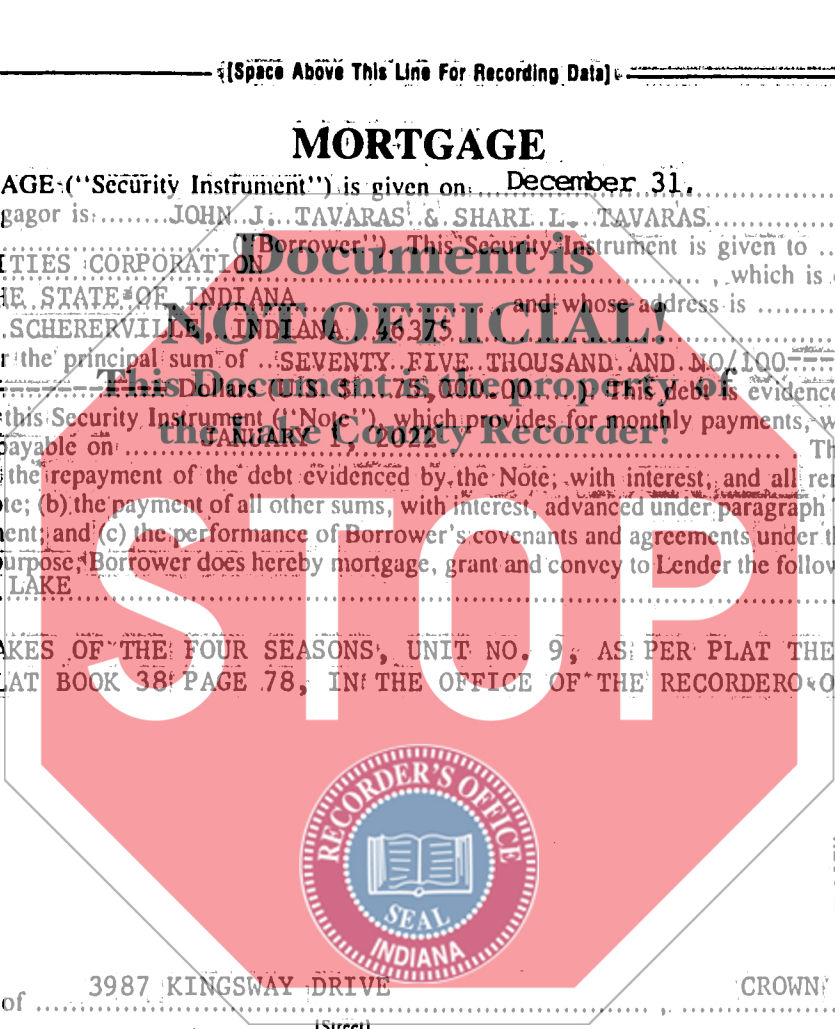 [Space Above This Line For Recording Data]
MORTGAGE
AGE ("Security Instrument") is given on December 31,
gagor is JOHN J. TAVARAS & SHARI L. TAVARAS
("Borrower"). This Security Instrument is given to
ITIES CORPORATION , which is
HE STATE OF INDIANA , and whose address is
SCHERERVILLE, INDIANA 46375
r the principal sum of SEVENTY FIVE THOUSAND AND NO/100---
---------- Dollars (U.S. $ 75,000.00 ). This debt is evidence
this Security Instrument ("Note"), which provides for monthly payments, w
payable on JANUARY 1, 2022 Th
the repayment of the debt evidenced by the Note, with interest, and all re
te; (b) the payment of all other sums, with interest, advanced under paragraph
ent; and (c) the performance of Borrower's covenants and agreements under t
urpose, Borrower does hereby mortgage, grant and convey to Lender the follow
LAKE
AKES OF THE FOUR SEASONS, UNIT NO. 9, AS PER PLAT THE
LAT BOOK 38 PAGE 78, IN THE OFFICE OF THE RECORDERO O
3987 KINGSWAY DRIVE CROWN
of ,
[Street]
Document is
NOT OFFICIAL!
This Document is the property of
the Lake County Recorder!
STOP
RECORDER'S OFFICE
SEAL
INDIANA